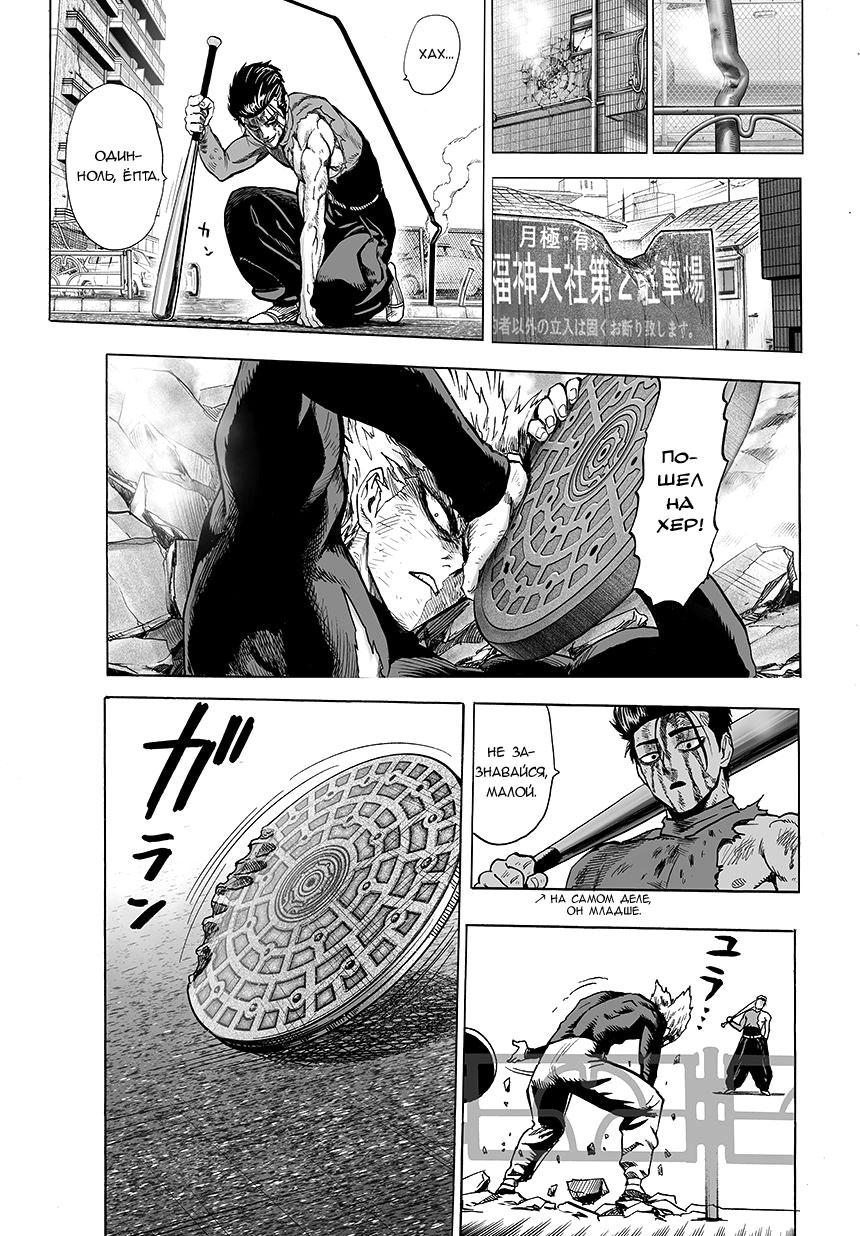 ХАХ...
ОДИН-
НОЛЬ, ЁПТА.
カン
月極・有
福神大社第2駐車場
者以外の立入は固くお断り致します。
ПО-
ШЕЛ
НА
ХЕР!
НЕ ЗА-
ЗНАВАЙСЯ,
МАЛОЙ.
↗ НА САМОМ ДЕЛЕ,
ОН МЛАДШЕ.
ガラン
ユラ...